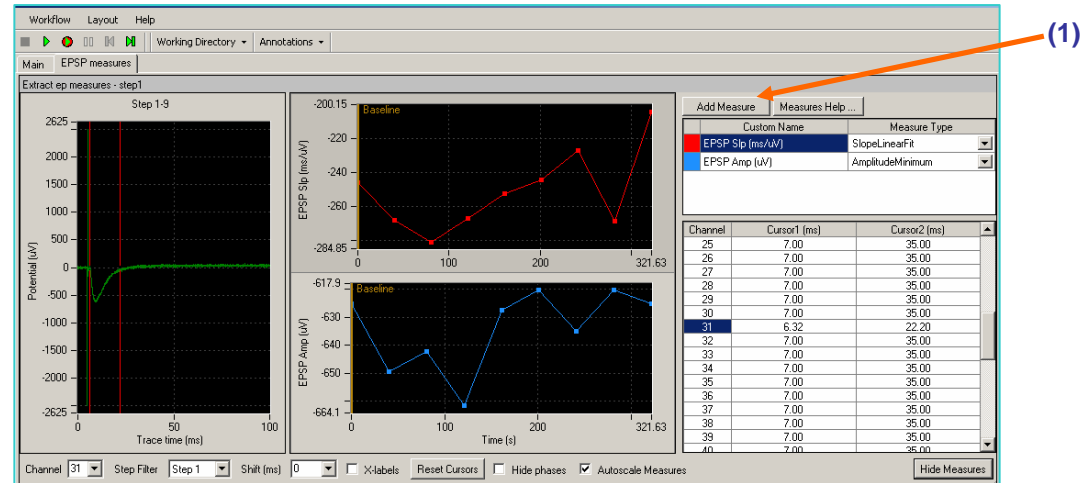 (1)
Workflow Layout Help
Working Directory Annotations
Main EPSP measures
Extract ep measures - step1
Step 1-9
2625
2000
1500
1000
500
0
-500
-1000
-1500
-2000
-2625
Potential (uV)
0 50 100
Trace time (ms)
-200.15
-220
-240
-260
-284.85
EPSP Slp (ms/uV)
Baseline
0 100 200 321.63
-617.9
-630
-640
-650
-664.1
EPSP Amp (uV)
Baseline
0 100 200 321.63
Time (s)
Add Measure Measures Help ...
Custom Name Measure Type
EPSP Slp (ms/uV) SlopeLinearFit
EPSP Amp (uV) AmplitudeMinimum
Channel Cursor1 (ms) Cursor2 (ms)
25 7.00 35.00
26 7.00 35.00
27 7.00 35.00
28 7.00 35.00
29 7.00 35.00
30 7.00 35.00
31 6.32 22.20
32 7.00 35.00
33 7.00 35.00
34 7.00 35.00
35 7.00 35.00
36 7.00 35.00
37 7.00 35.00
38 7.00 35.00
39 7.00 35.00
40 7.00 35.00
Channel 31 Step Filter Step 1 Shift (ms) 0 X-labels Reset Cursors Hide phases Autoscale Measures Hide Measures